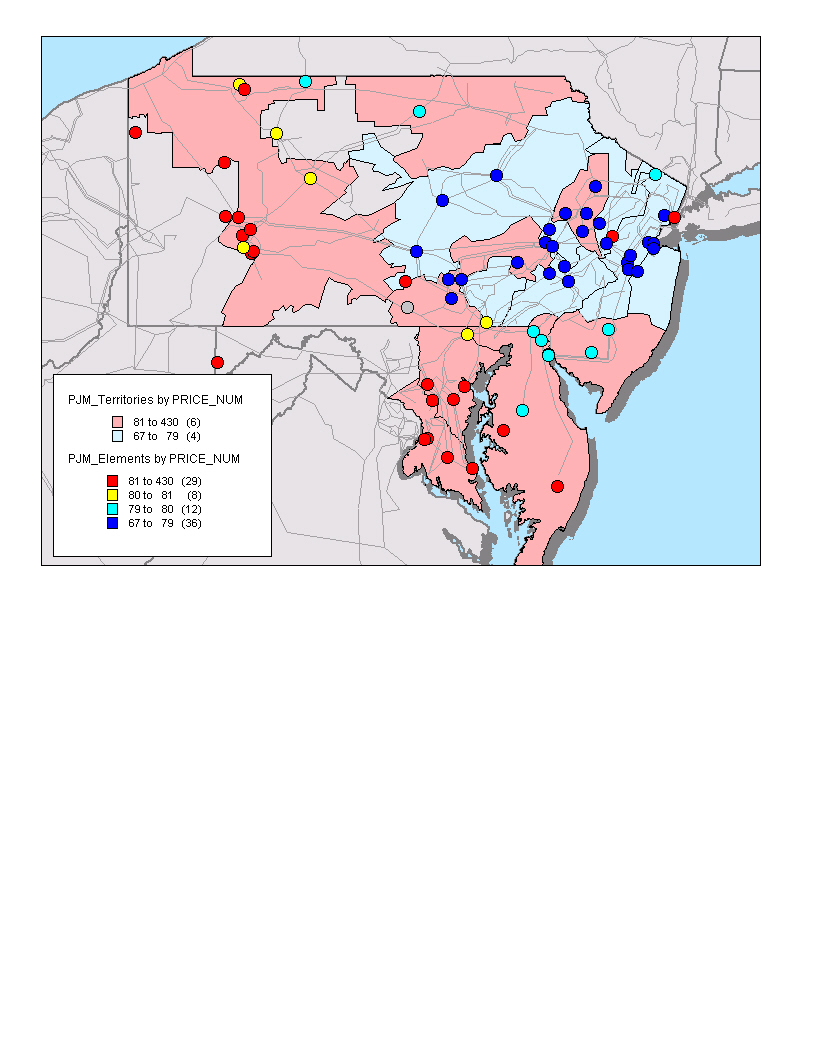 PJM_Territories by PRICE_NUM
81 to 430 (6)
67 to 79 (4)
PJM_Elements by PRICE_NUM
81 to 430 (29)
80 to 81 (8)
79 to 80 (12)
67 to 79 (36)